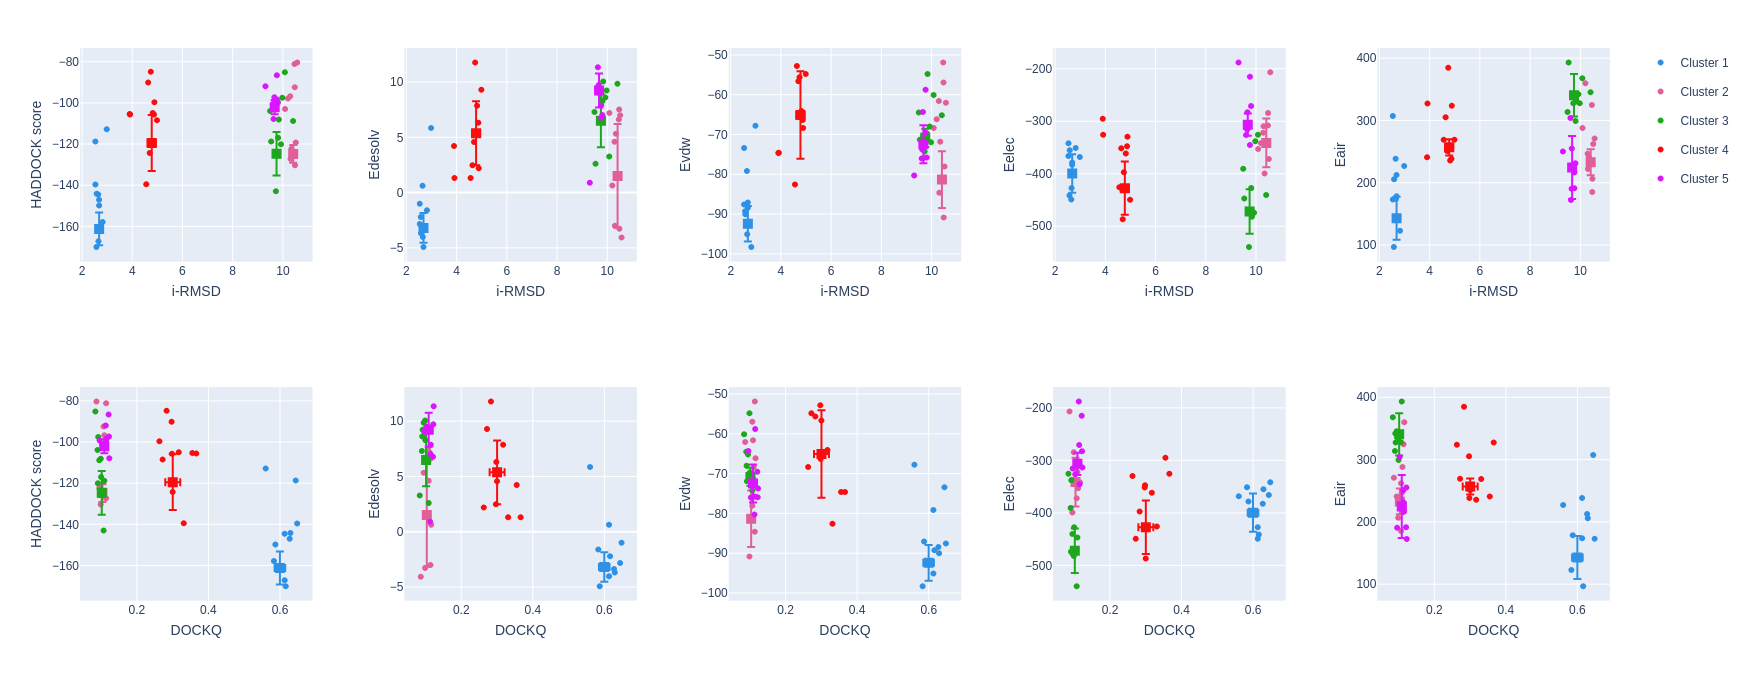 −80
−100
−120
−140
−160
HADDOCK score
2 4 6 8 10
i-RMSD
10
5
0
−5
Edesolv
2 4 6 8 10
i-RMSD
−50
−60
−70
−80
−90
−100
Evdw
2 4 6 8 10
i-RMSD
−200
−300
−400
−500
Eelec
2 4 6 8 10
i-RMSD
400
300
200
100
Eair
2 4 6 8 10
i-RMSD
Cluster 1
Cluster 2
Cluster 3
Cluster 4
Cluster 5
−80
−100
−120
−140
−160
HADDOCK score
0.2 0.4 0.6
DOCKQ
10
5
0
−5
Edesolv
0.2 0.4 0.6
DOCKQ
−50
−60
−70
−80
−90
−100
Evdw
0.2 0.4 0.6
DOCKQ
−200
−300
−400
−500
Eelec
0.2 0.4 0.6
DOCKQ
400
300
200
100
Eair
0.2 0.4 0.6
DOCKQ